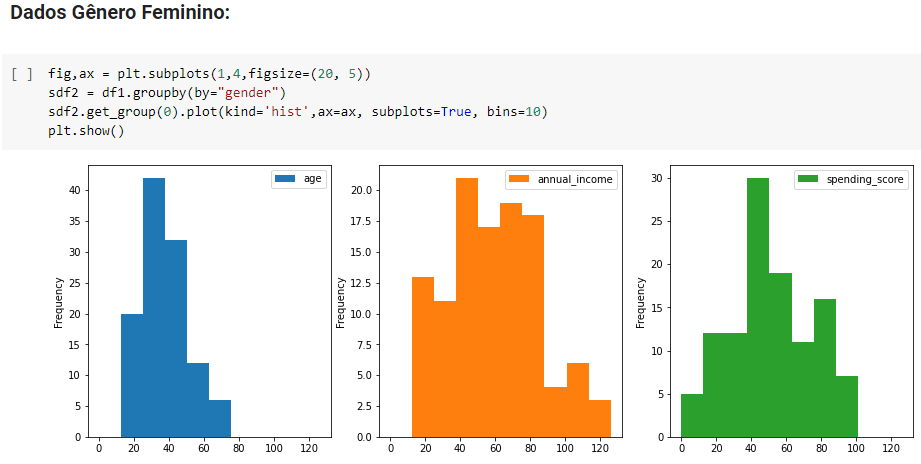 Dados Gênero Feminino:
[ ] fig,ax = plt.subplots(1,4,figsize=(20, 5))
sdf2 = df1.groupby(by="gender")
sdf2.get_group(0).plot(kind='hist',ax=ax, subplots=True, bins=10)
plt.show()
age
Frequency
40
35
30
25
20
15
10
5
0
0 20 40 60 80 100 120
annual_income
Frequency
20.0
17.5
15.0
12.5
10.0
7.5
5.0
2.5
0.0
0 20 40 60 80 100 120
spending_score
Frequency
30
25
20
15
10
5
0
0 20 40 60 80 100 120